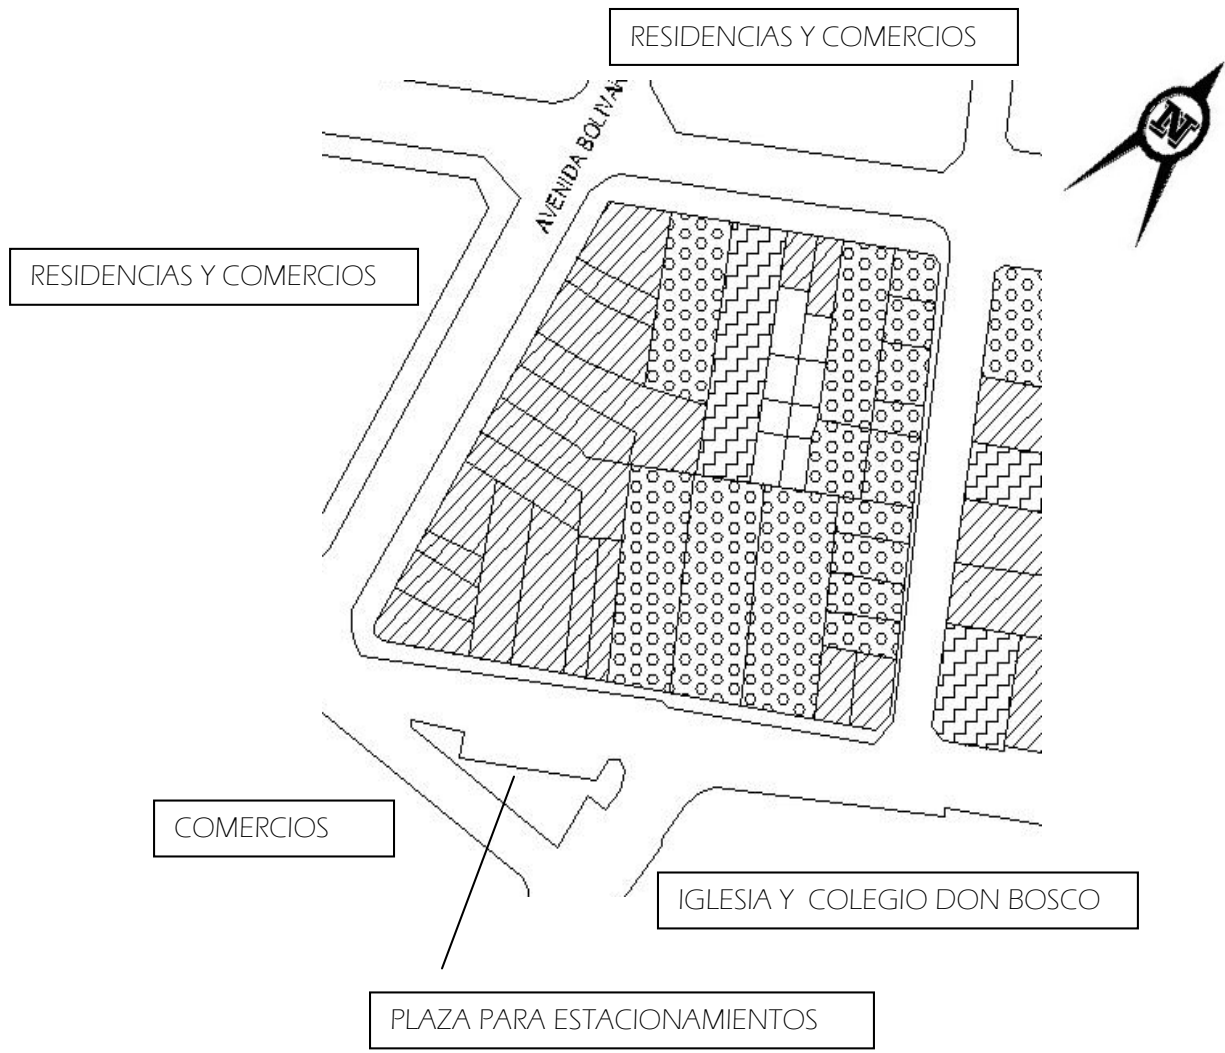 RESIDENCIAS Y COMERCIOS
N
AVENIDA BOLIVAR
RESIDENCIAS Y COMERCIOS
COMERCIOS
IGLESIA Y COLEGIO DON BOSCO
PLAZA PARA ESTACIONAMIENTOS